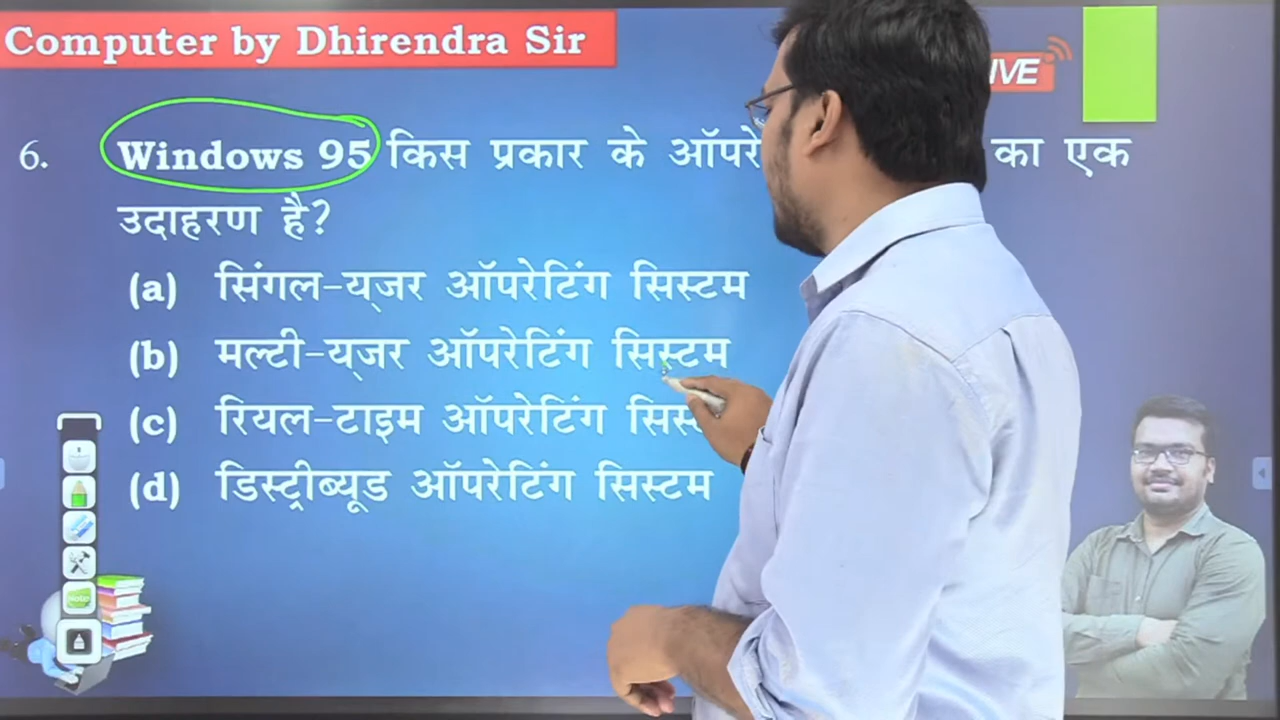 Computer by Dhirendra Sir
IVE
6. Windows 95 किस प्रकार के ऑपरे का एक
उदाहरण है?
(a) सिंगल-य्जर ऑपरेटिंग सिस्टम
(b) मल्टी-य्जर ऑपरेटिंग सिस्टम
(c) रियल-टाइम ऑपरेटिंग सिस्ट
(d) डिस्ट्रीब्यूड ऑपरेटिंग सिस्टम